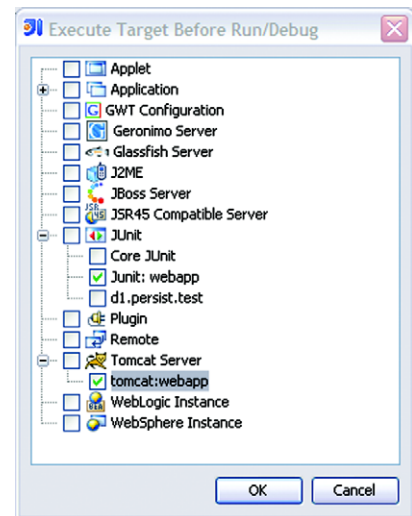 Execute Target Before Run/Debug
Applet
Application
GWT Configuration
Geronimo Server
Glassfish Server
J2ME
JBoss Server
JSR45 Compatible Server
JUnit
Core JUnit
Junit: webapp
d1.persist.test
Plugin
Remote
Tomcat Server
tomcat:webapp
WebLogic Instance
WebSphere Instance
OK Cancel